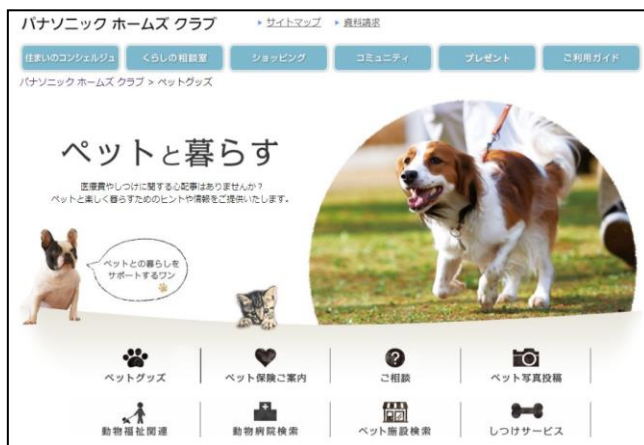 パナソニック ホームズ クラブ
サイトマップ
資料請求
住まいのコンシェルジュ
くらしの相談室
ショッピング
コミュニティ
プレゼント
ご利用ガイド
パナソニック ホームズ クラブ > ペットグッズ
ペットと暮らす
医療費やしつけに関する心配事はありませんか?
ペットと楽しく暮らすためのヒントや情報をご提供いたします。
ペットとの暮らしを
サポートするワン
ペットグッズ
ペット保険ご案内
ご相談
ペット写真投稿
動物福祉関連
動物病院検索
ペット施設検索
しつけサービス